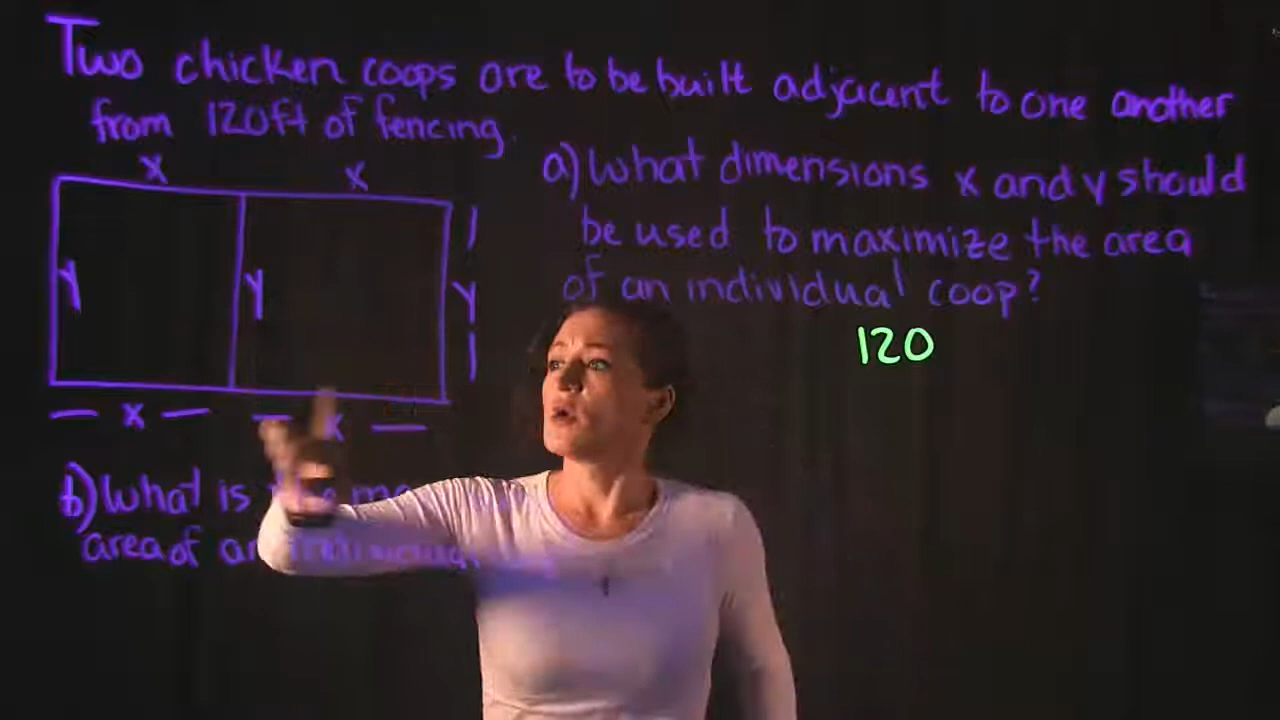 Two chicken coops are to be built adjacent to one another
from 120ft of fencing.
x x
y y y
x x
a) What dimensions x and y should
be used to maximize the area
of an individual coop?
120
b) What is the
area of